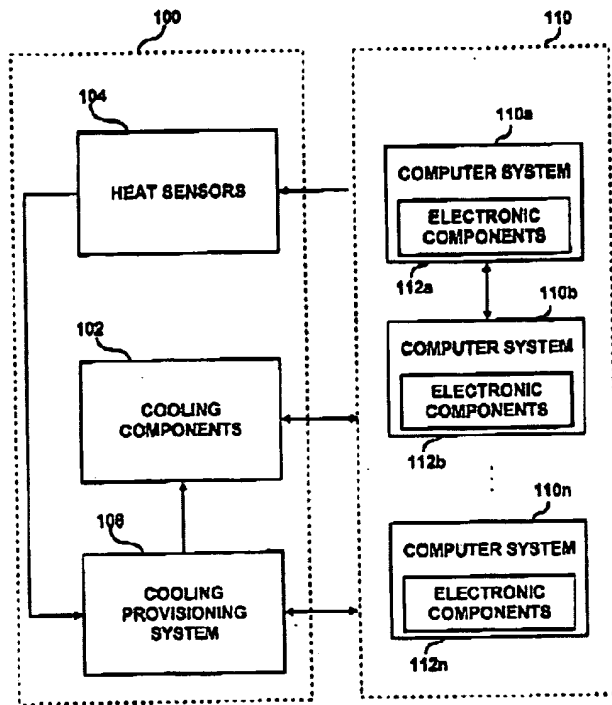 100
104
HEAT SENSORS
102
COOLING
COMPONENTS
108
COOLING
PROVISIONING
SYSTEM
110
110a
COMPUTER SYSTEM
ELECTRONIC
COMPONENTS
112a
110b
COMPUTER SYSTEM
ELECTRONIC
COMPONENTS
112b
110n
COMPUTER SYSTEM
ELECTRONIC
COMPONENTS
112n